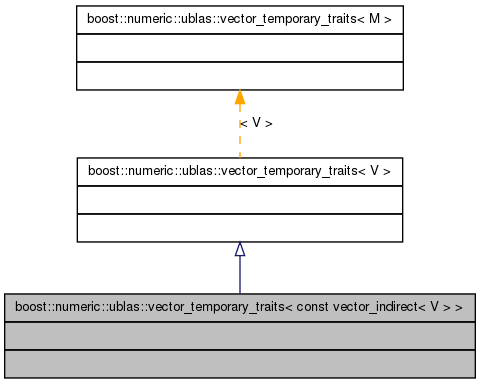 boost::numeric::ublas::vector_temporary_traits< M >
< V >
boost::numeric::ublas::vector_temporary_traits< V >
boost::numeric::ublas::vector_temporary_traits< const vector_indirect< V > >